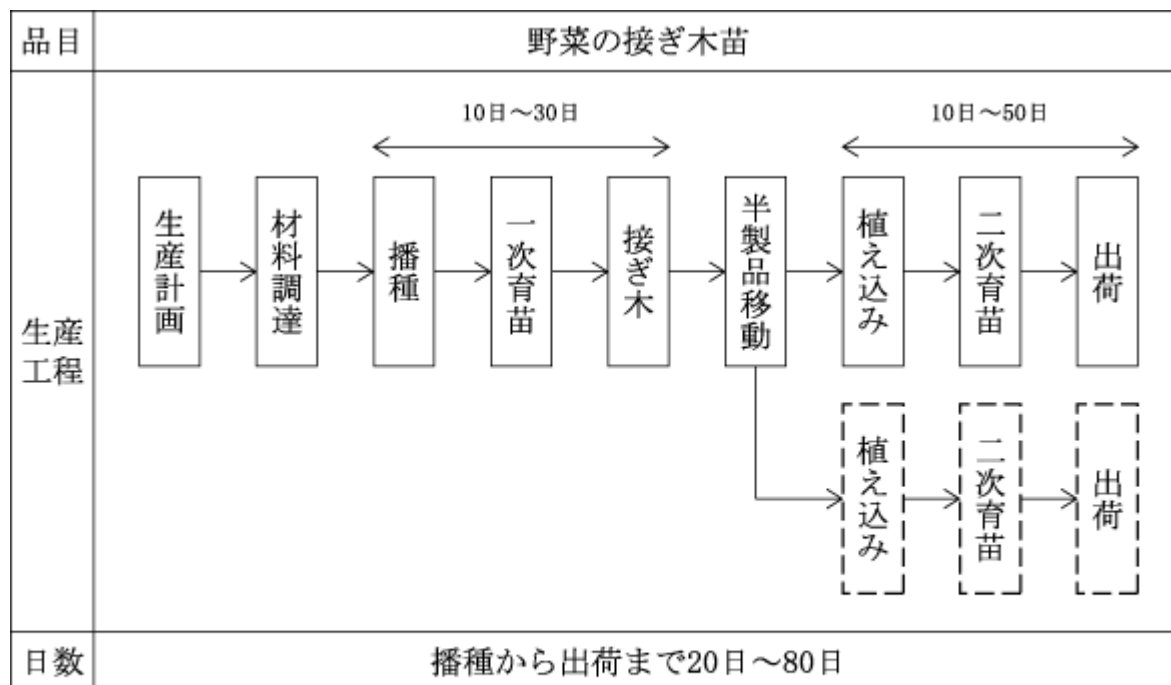 品目
野菜の接ぎ木苗
生産
工程
10日～30日
10日～50日
生産計画
材料調達
播種
一次育苗
接ぎ木
半製品移動
植え込み
二次育苗
出荷
植え込み
二次育苗
出荷
日数
播種から出荷まで20日～80日